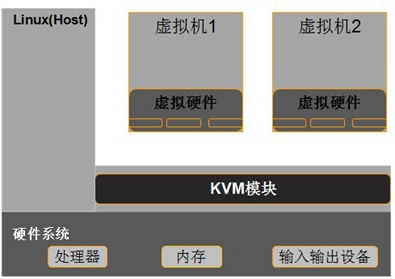 Linux(Host)
虚拟机1
虚拟机2
虚拟硬件
虚拟硬件
KVM模块
硬件系统
处理器
内存
输入输出设备